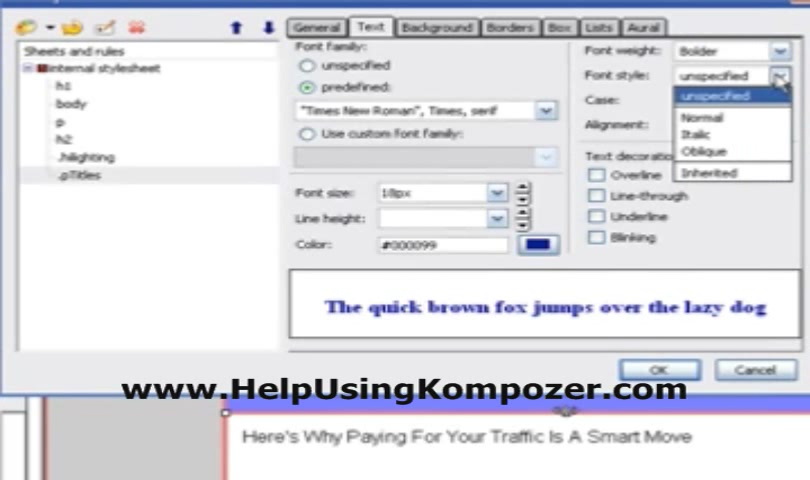 General Text Background Borders Box Lists Aural
Sheets and rules
internal stylesheet
h1
body
p
h2
.hilighting
.pTitles
Font family:
unspecified
predefined:
"Times New Roman", Times, serif
Use custom font family:
Font size: 18px
Line height:
Color: #000099
Font weight: Bolder
Font style: unspecified
unspecified
Case:
Normal
Alignment:
Italic
Oblique
Text decoratio
Inherited
Overline
Line-through
Underline
Blinking
The quick brown fox jumps over the lazy dog
OK Cancel
www.HelpUsingKompozer.com
Here's Why Paying For Your Traffic Is A Smart Move